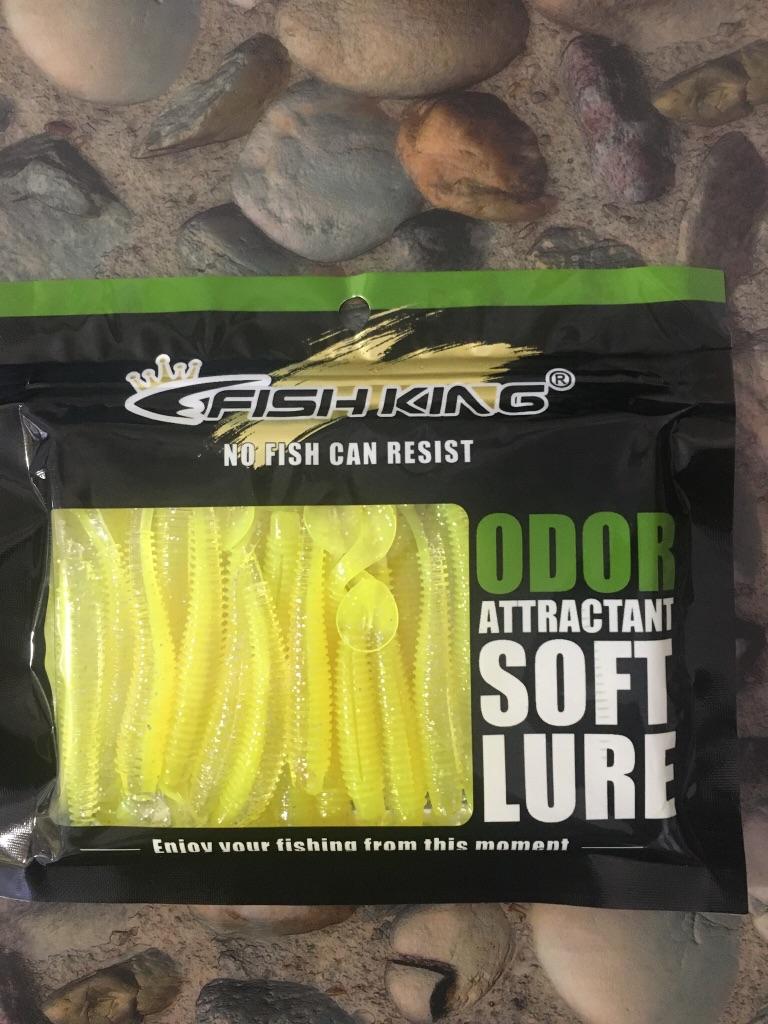 FISH KING®
NO FISH CAN RESIST
ODOR
ATTRACTANT
SOFT
LURE
Enjoy your fishing from this moment